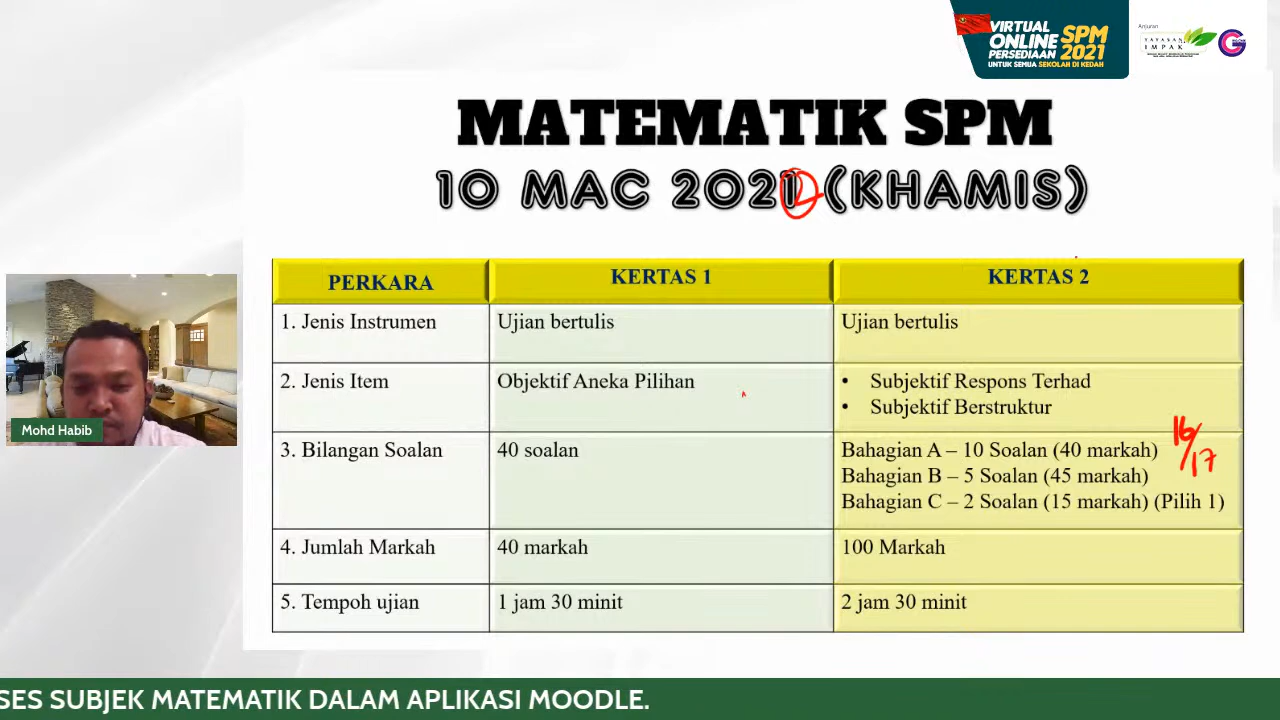 VIRTUAL
ONLINE
PERSEDIAAN
SPM
2021
UNTUK SEMUA SEKOLAH DI KEDAH
Anjuran
YAYASAN
IMPAK
G
MATEMATIK SPM
10 MAC 2021 (KHAMIS)
2
PERKARA
KERTAS 1
KERTAS 2
1. Jenis Instrumen
Ujian bertulis
Ujian bertulis
2. Jenis Item
Objektif Aneka Pilihan
• Subjektif Respons Terhad
• Subjektif Berstruktur
3. Bilangan Soalan
40 soalan
Bahagian A – 10 Soalan (40 markah)
Bahagian B – 5 Soalan (45 markah)
Bahagian C – 2 Soalan (15 markah) (Pilih 1)
16/17
4. Jumlah Markah
40 markah
100 Markah
5. Tempoh ujian
1 jam 30 minit
2 jam 30 minit
Mohd Habib
SES SUBJEK MATEMATIK DALAM APLIKASI MOODLE.